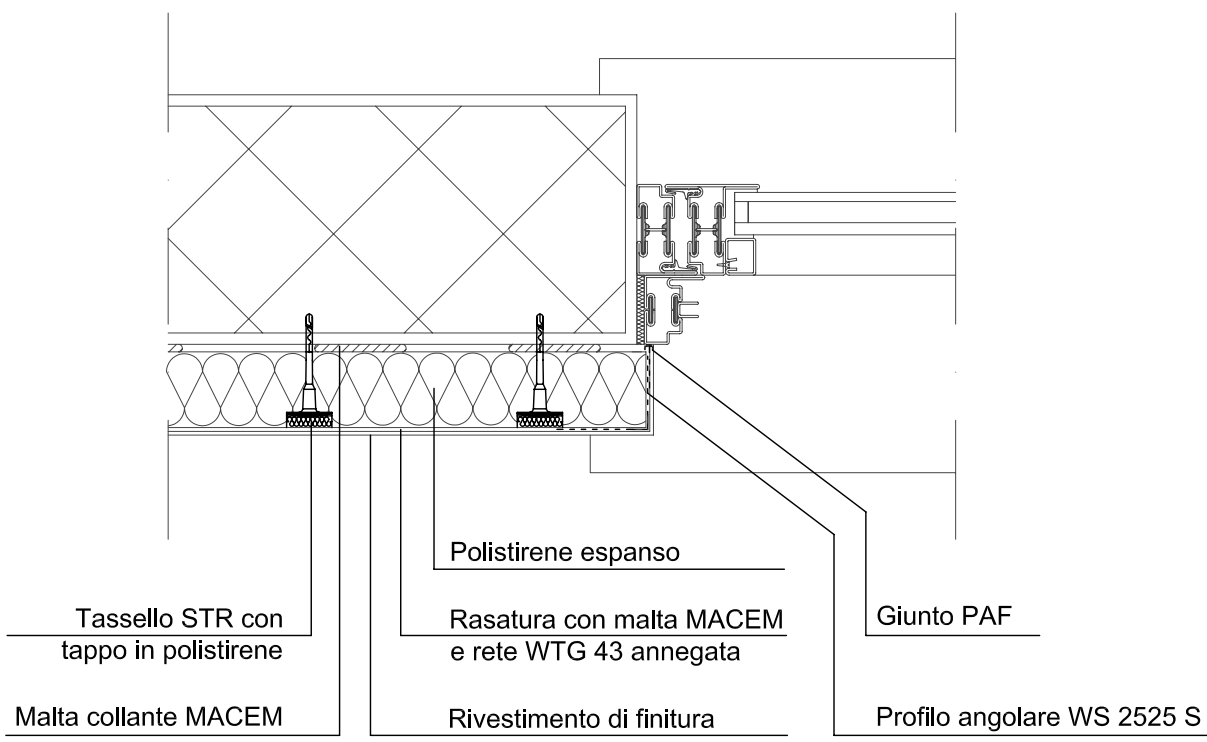 Polistirene espanso
Tassello STR con
tappo in polistirene
Rasatura con malta MACEM
e rete WTG 43 annegata
Giunto PAF
Malta collante MACEM
Rivestimento di finitura
Profilo angolare WS 2525 S